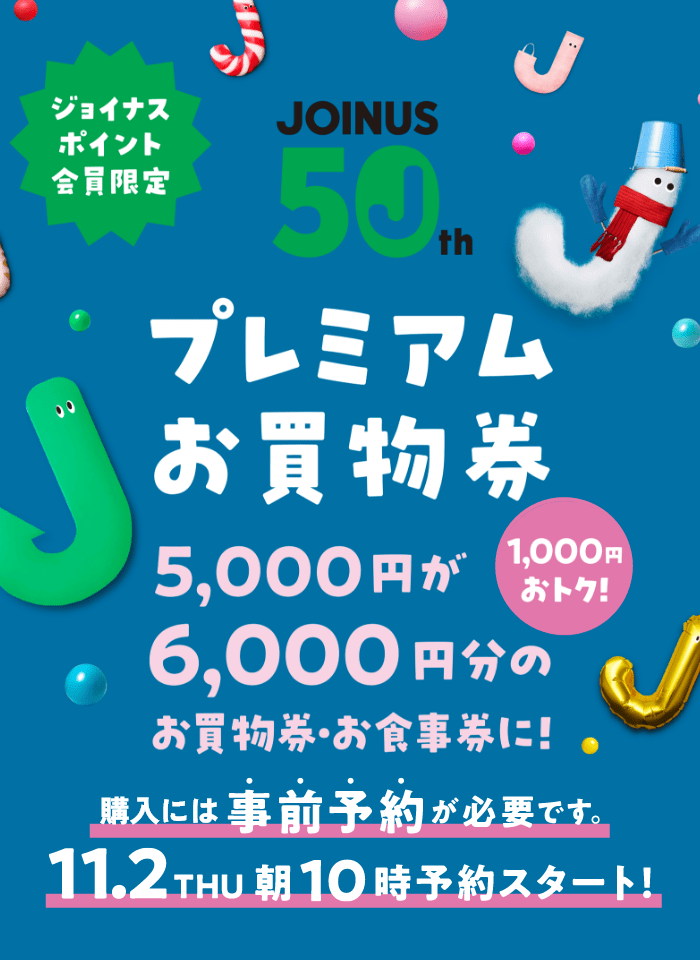 ジョイナス
ポイント
会員限定
JOINUS
50th
プレミアム
お買物券
5,000円が
1,000円
おトク!
6,000円分の
お買物券・お食事券に!
購入には事前予約が必要です。
11.2THU朝10時予約スタート!